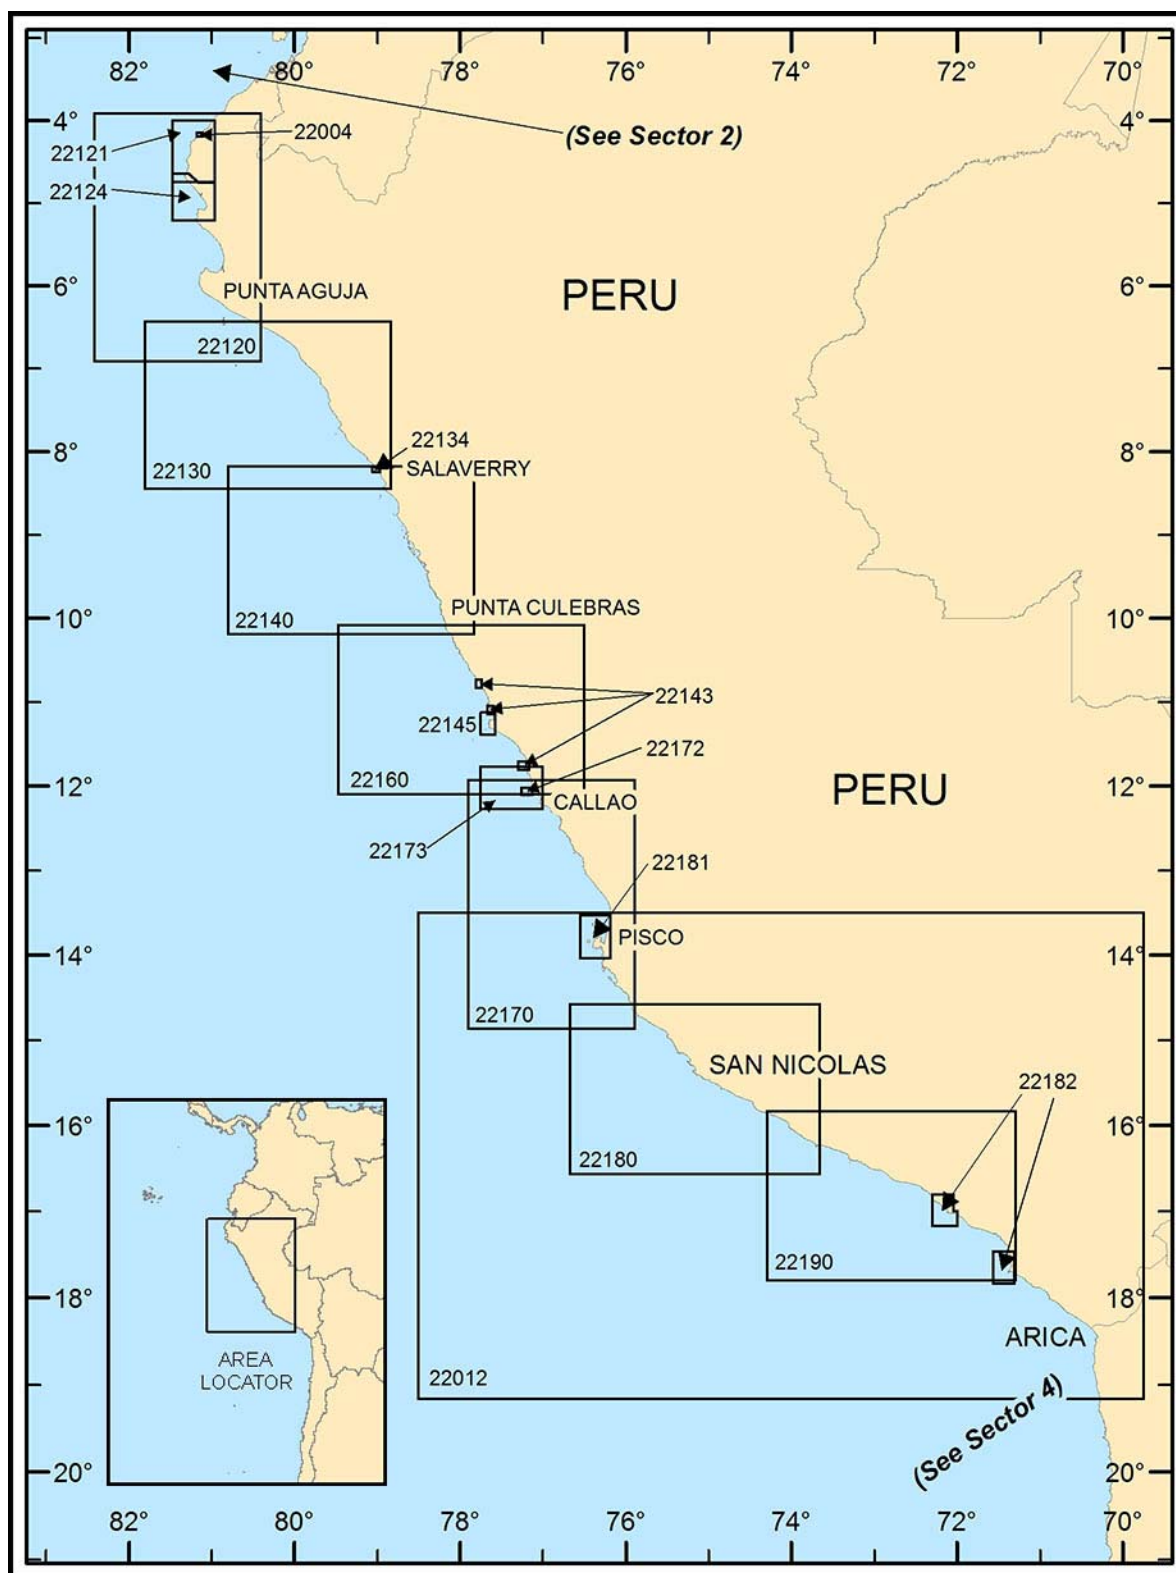 82° 80° 78° 76° 74° 72° 70°
4° 4°
22004
(See Sector 2)
22121
22124
6° 6°
PUNTA AGUJA
PERU
22120
22134
8° 8°
22130
SALAVERRY
PUNTA CULEBRAS
10° 10°
22140
22143
22145
22172
22160
12° 12°
CALLAO
PERU
22173
22181
PISCO
14° 14°
22170
SAN NICOLAS
22182
16° 16°
22180
22190
18° 18°
ARICA
AREA
LOCATOR
22012
(See Sector 4)
20° 20°
82° 80° 78° 76° 74° 72° 70°